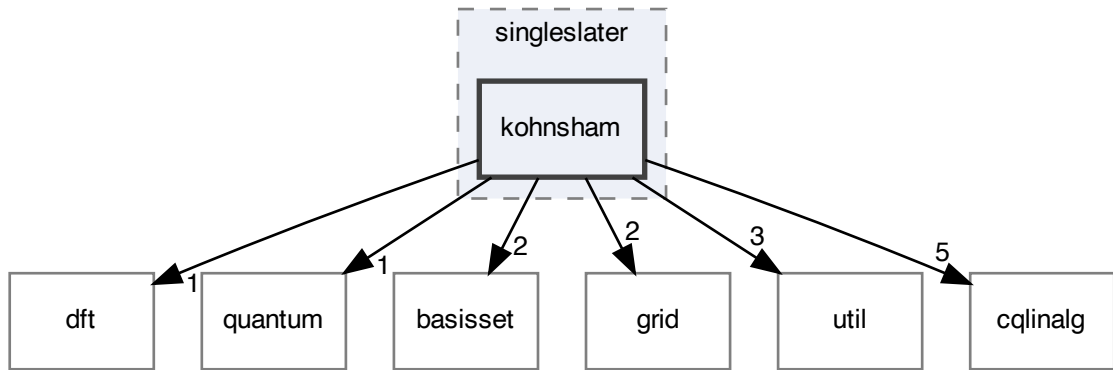 singleslater
kohnsham
1
1
2
2
3
5
dft
quantum
basisset
grid
util
cqlinalg